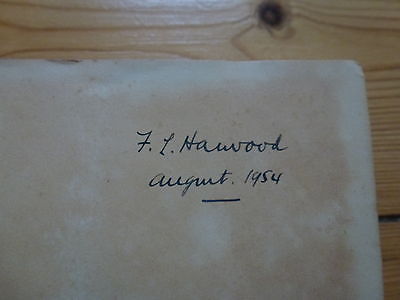 F. L. Harwood
August. 1954